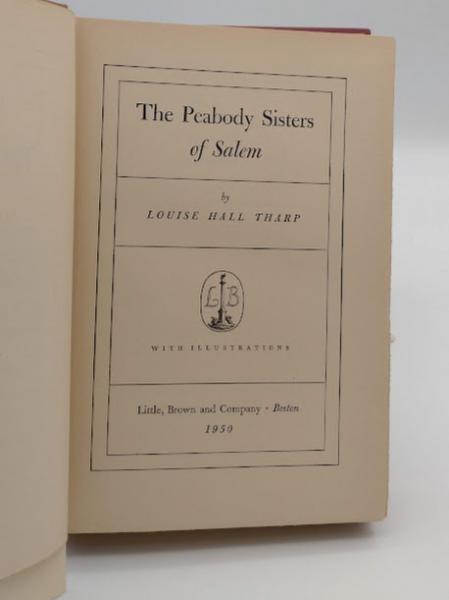 The Peabody Sisters
of Salem
by
LOUISE HALL THARP
L B
WITH ILLUSTRATIONS
Little, Brown and Company · Boston
1950